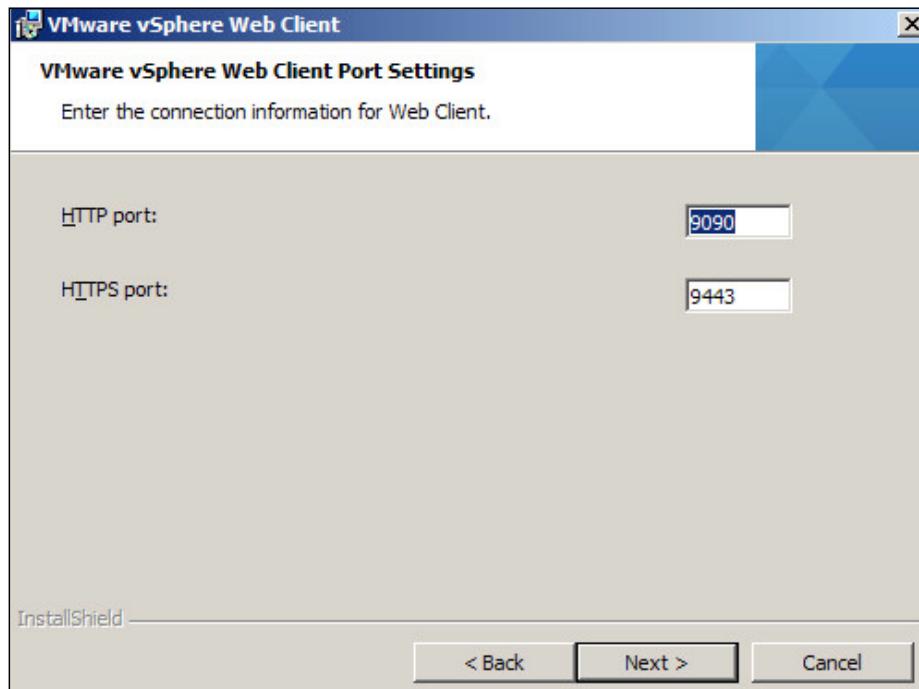 VMware vSphere Web Client
VMware vSphere Web Client Port Settings
Enter the connection information for Web Client.
HTTP port:
9090
HTTPS port:
9443
InstallShield
< Back
Next >
Cancel